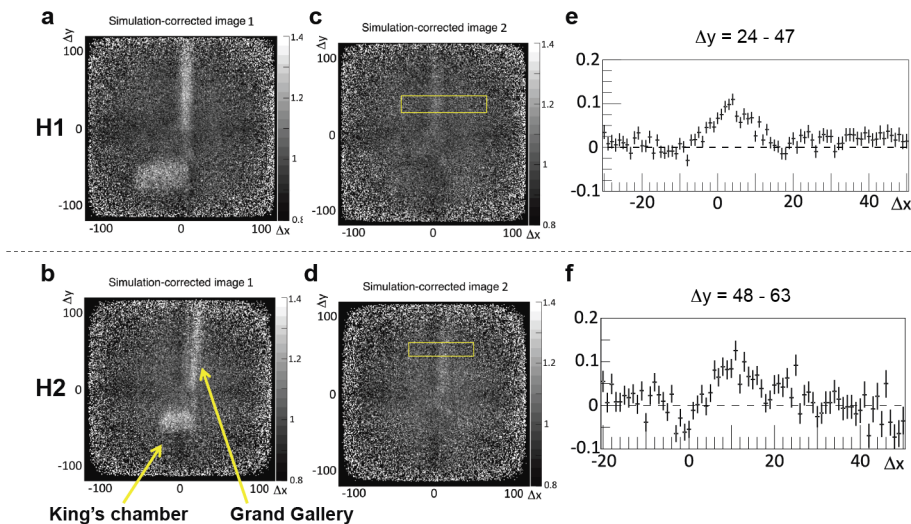 a
Simulation-corrected image 1
Δy
100
0
-100
-100
0
100
Δx
1.4
1.2
1
0.8
H1
c
Simulation-corrected image 2
Δy
100
0
-100
-100
0
100
Δx
1.4
1.2
1
0.8
e
Δy = 24 - 47
0.2
0.1
0
-0.1
-20
0
20
40
Δx
b
Simulation-corrected image 1
Δy
100
0
-100
-100
0
100
Δx
1.4
1.2
1
0.8
H2
King's chamber
Grand Gallery
d
Simulation-corrected image 2
Δy
100
0
-100
-100
0
100
Δx
1.4
1.2
1
0.8
f
Δy = 48 - 63
0.2
0.1
0
-0.1
-20
0
20
40
Δx